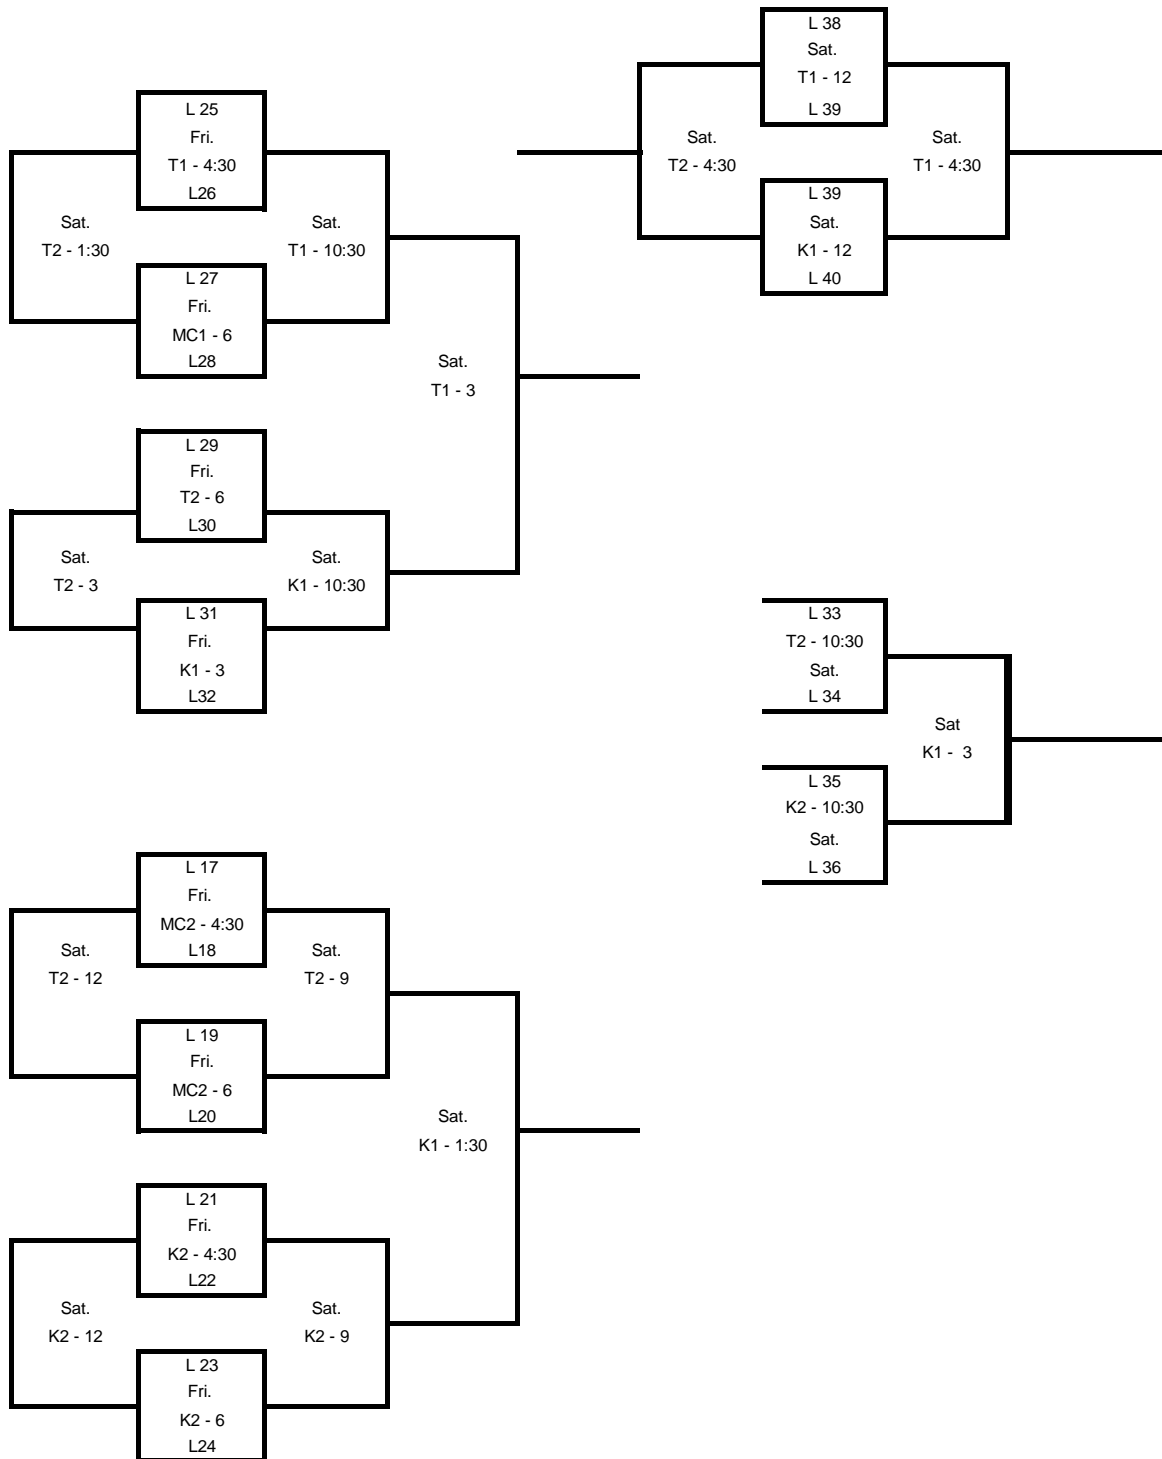 L 38
Sat.
T1 - 12
L 39
Sat.
T2 - 4:30
Sat.
T1 - 4:30
L 39
Sat.
K1 - 12
L 40
L 25
Fri.
T1 - 4:30
L26
Sat.
T2 - 1:30
Sat.
T1 - 10:30
L 27
Fri.
MC1 - 6
L28
Sat.
T1 - 3
L 29
Fri.
T2 - 6
L30
Sat.
T2 - 3
Sat.
K1 - 10:30
L 31
Fri.
K1 - 3
L32
L 33
T2 - 10:30
Sat.
L 34
Sat
K1 -  3
L 35
K2 - 10:30
Sat.
L 36
L 17
Fri.
MC2 - 4:30
L18
Sat.
T2 - 12
Sat.
T2 - 9
L 19
Fri.
MC2 - 6
L20
Sat.
K1 - 1:30
L 21
Fri.
K2 - 4:30
L22
Sat.
K2 - 12
Sat.
K2 - 9
L 23
Fri.
K2 - 6
L24